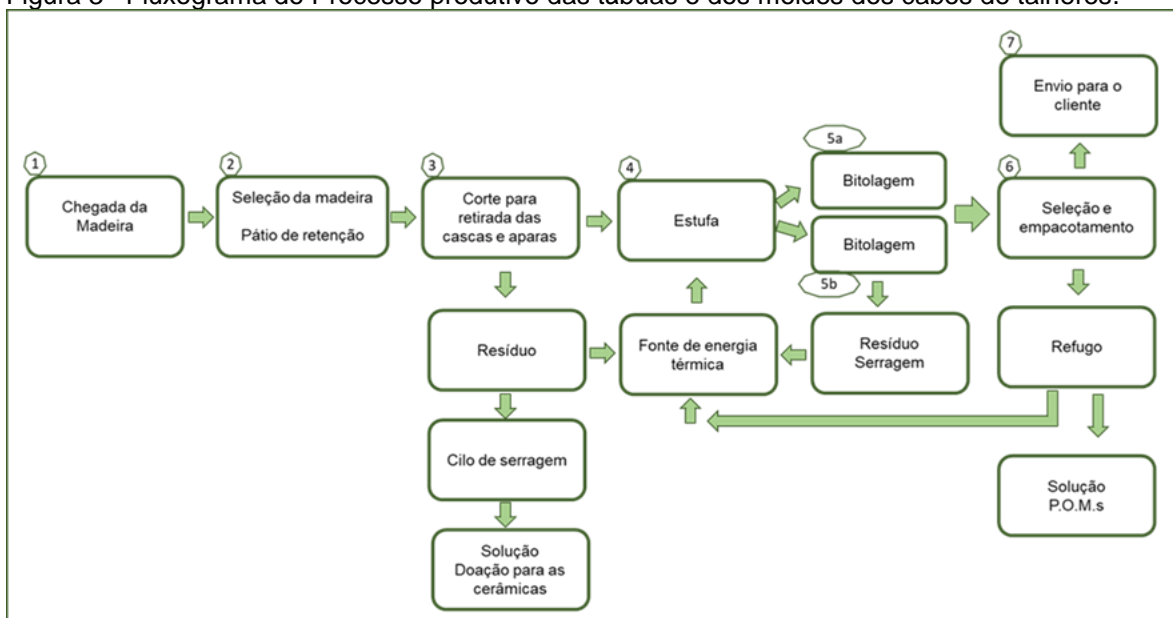 Figura - Fluxograma do Processo produtivo das tábuas e dos moldes dos cabos de talheres.
1
Chegada da
Madeira
2
Seleção da madeira
Pátio de retenção
3
Corte para
retirada das
cascas e aparas
4
Estufa
5a
Bitolagem
Bitolagem
5b
6
Seleção e
empacotamento
7
Envio para o
cliente
Resíduo
Fonte de energia
térmica
Resíduo
Serragem
Refugo
Cilo de serragem
Solução
P.O.M.s
Solução
Doação para as
cerâmicas